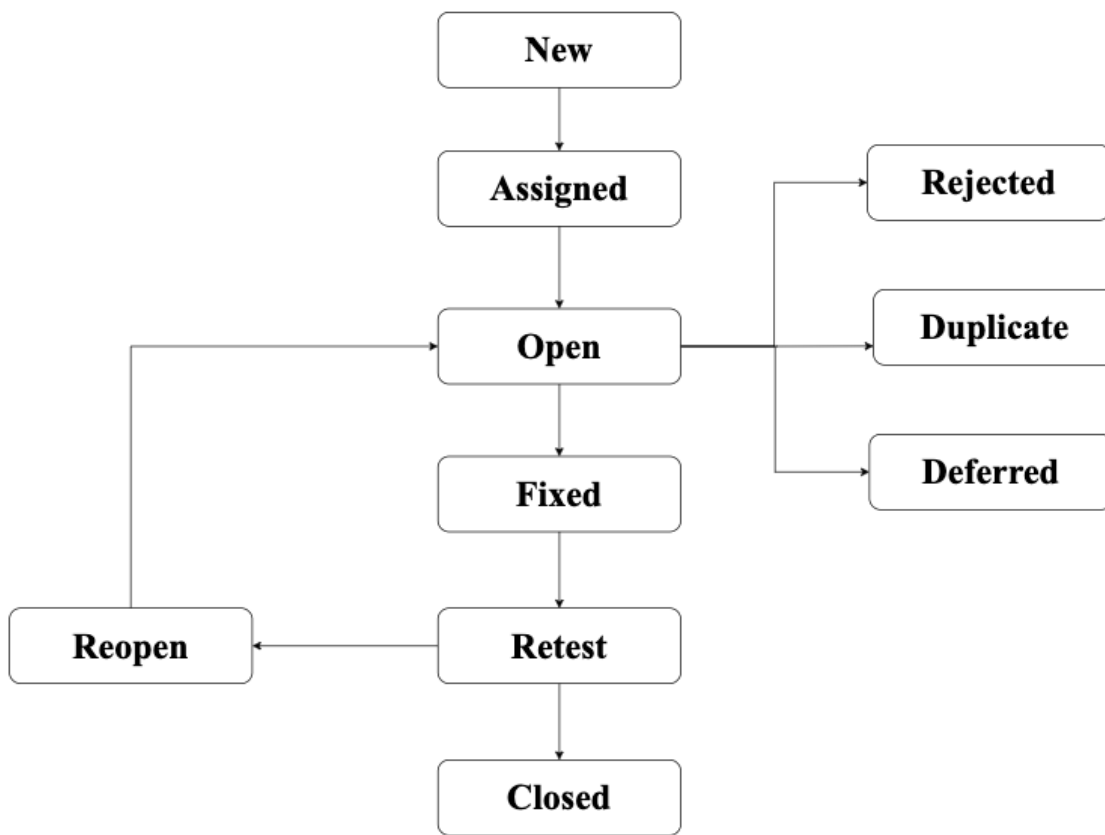 New
Assigned
Rejected
Open
Duplicate
Fixed
Deferred
Reopen
Retest
Closed